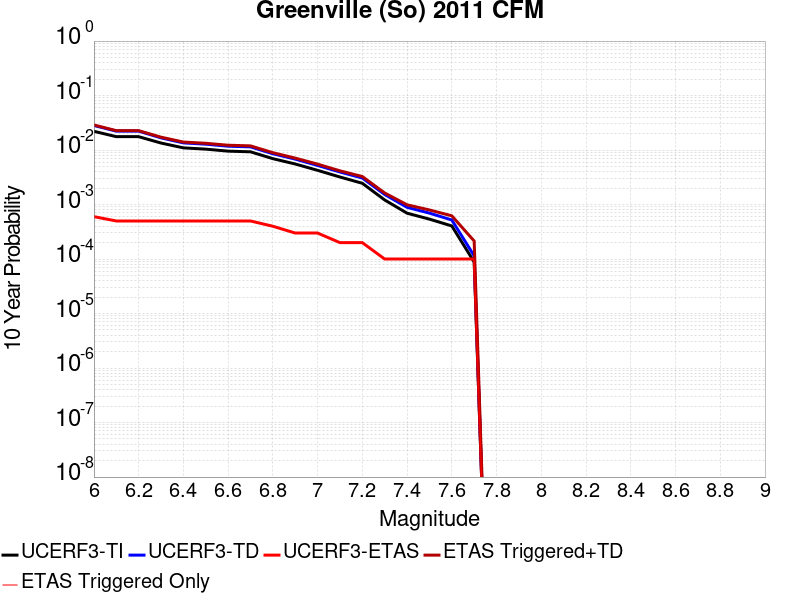 Greenville (So) 2011 CFM
10 Year Probability
10^0
10^-1
10^-2
10^-3
10^-4
10^-5
10^-6
10^-7
10^-8
6 6.2 6.4 6.6 6.8 7 7.2 7.4 7.6 7.8 8 8.2 8.4 8.6 8.8 9
Magnitude
UCERF3-TI UCERF3-TD UCERF3-ETAS ETAS Triggered+TD
ETAS Triggered Only